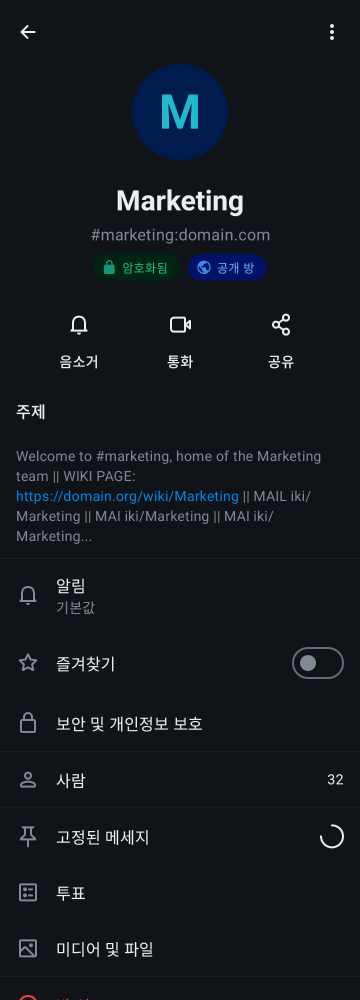 M
Marketing
#marketing:domain.com
암호화됨 공개 방
음소거 통화 공유
주제
Welcome to #marketing, home of the Marketing
team || WIKI PAGE:
https://domain.org/wiki/Marketing || MAIL iki/
Marketing || MAI iki/Marketing || MAI iki/
Marketing...
알림
기본값
즐겨찾기
보안 및 개인정보 보호
사람 32
고정된 메세지
투표
미디어 및 파일